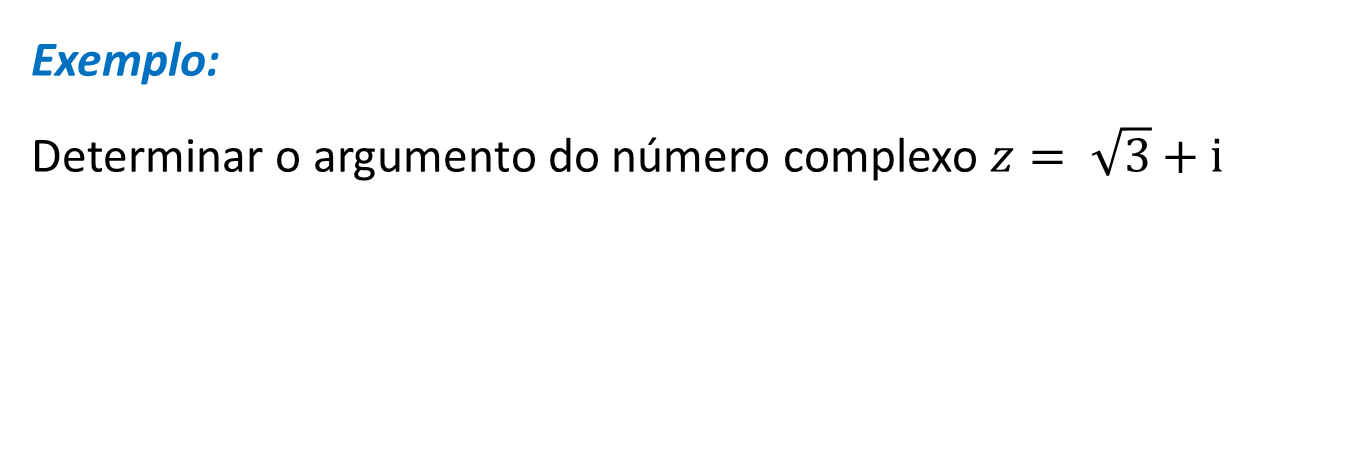 Exemplo:
Determinar o argumento do número complexo z = √3 + i